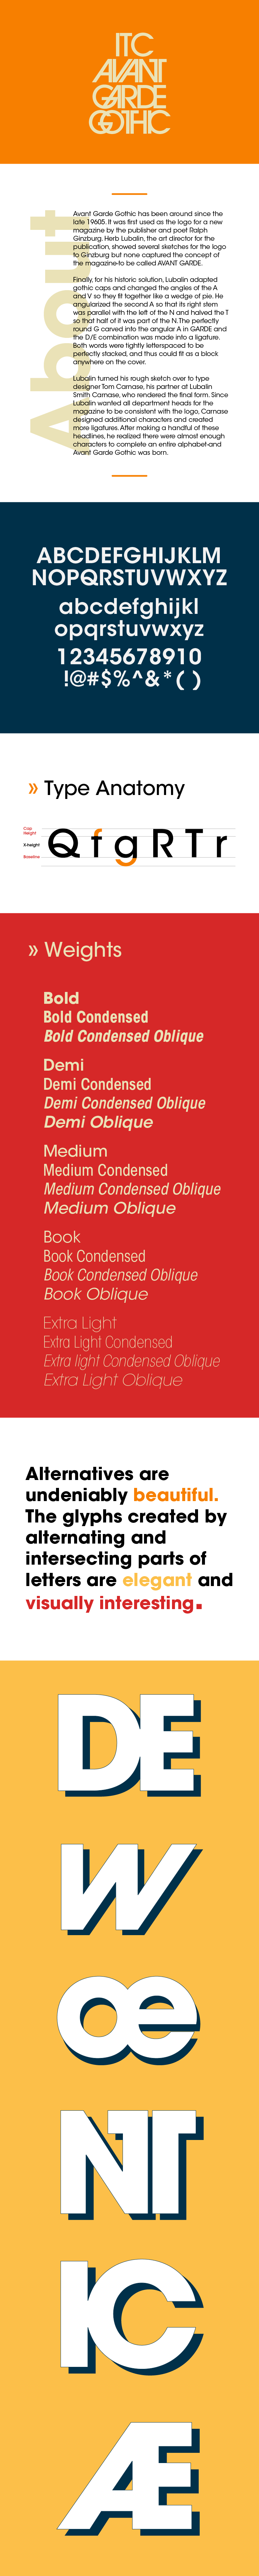 ITC
AVANT
GARDE
GOTHIC
About
Avant Garde Gothic has been around since the
late 19605. It was first used as the logo for a new
magazine by the publisher and poet Ralph
Ginzburg. Herb Lubalin, the art director for the
publication, showed several sketches for the logo
to Ginzburg but none captured the concept of
the magazine-to be called AVANT GARDE.
Finally, for his historic solution, Lubalin adapted
gothic caps and changed the angles of the A
and V so they fit together like a wedge of pie. He
angularized the second A so that its right stem
was parallel with the left of the N and halved the T
so that half of it was part of the N. The perfectly
round G carved into the angular A in GARDE and
the D/E combination was made into a ligature.
Both words were tightly letterspaced to be
perfectly stacked, and thus could fit as a block
anywhere on the cover.
Lubalin turned his rough sketch over to type
designer Tom Carnase, his partner at Lubalin
Smith Carnase, who rendered the final form. Since
Lubalin wanted all department heads for the
magazine to be consistent with the logo, Carnase
designed additional characters and created
more ligatures. After making a handful of these
headlines, he realized there were almost enough
characters to complete an entire alphabet-and
Avant Garde Gothic was born.
ABCDEFGHIJKLM
NOPQRSTUVWXYZ
abcdefghijkl
opqrstuvwxyz
12345678910
!@#$%^&*()
» Type Anatomy
Cap
Height
X-height
Baseline
Q f g R T r
» Weights
Bold
Bold Condensed
Bold Condensed Oblique
Demi
Demi Condensed
Demi Condensed Oblique
Demi Oblique
Medium
Medium Condensed
Medium Condensed Oblique
Medium Oblique
Book
Book Condensed
Book Condensed Oblique
Book Oblique
Extra Light
Extra Light Condensed
Extra light Condensed Oblique
Extra Light Oblique
Alternatives are
undeniably beautiful.
The glyphs created by
alternating and
intersecting parts of
letters are elegant and
visually interesting.
DE
W
œ
NT
IC
Æ